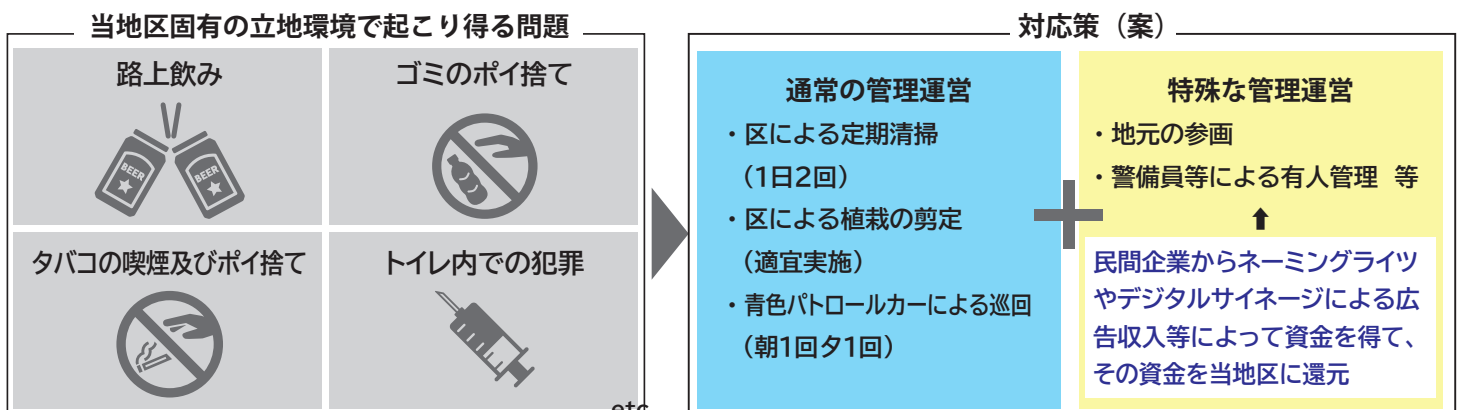 当地区固有の立地環境で起こり得る問題
路上飲み
BEER
BEER
ゴミのポイ捨て
タバコの喫煙及びポイ捨て
トイレ内での犯罪
etc
対応策（案）
通常の管理運営
・区による定期清掃
（1日2回）
・区による植栽の剪定
（適宜実施）
・青色パトロールカーによる巡回
（朝1回夕1回）
特殊な管理運営
・地元の参画
・警備員等による有人管理 等
民間企業からネーミングライツ
やデジタルサイネージによる広
告収入等によって資金を得て、
その資金を当地区に還元